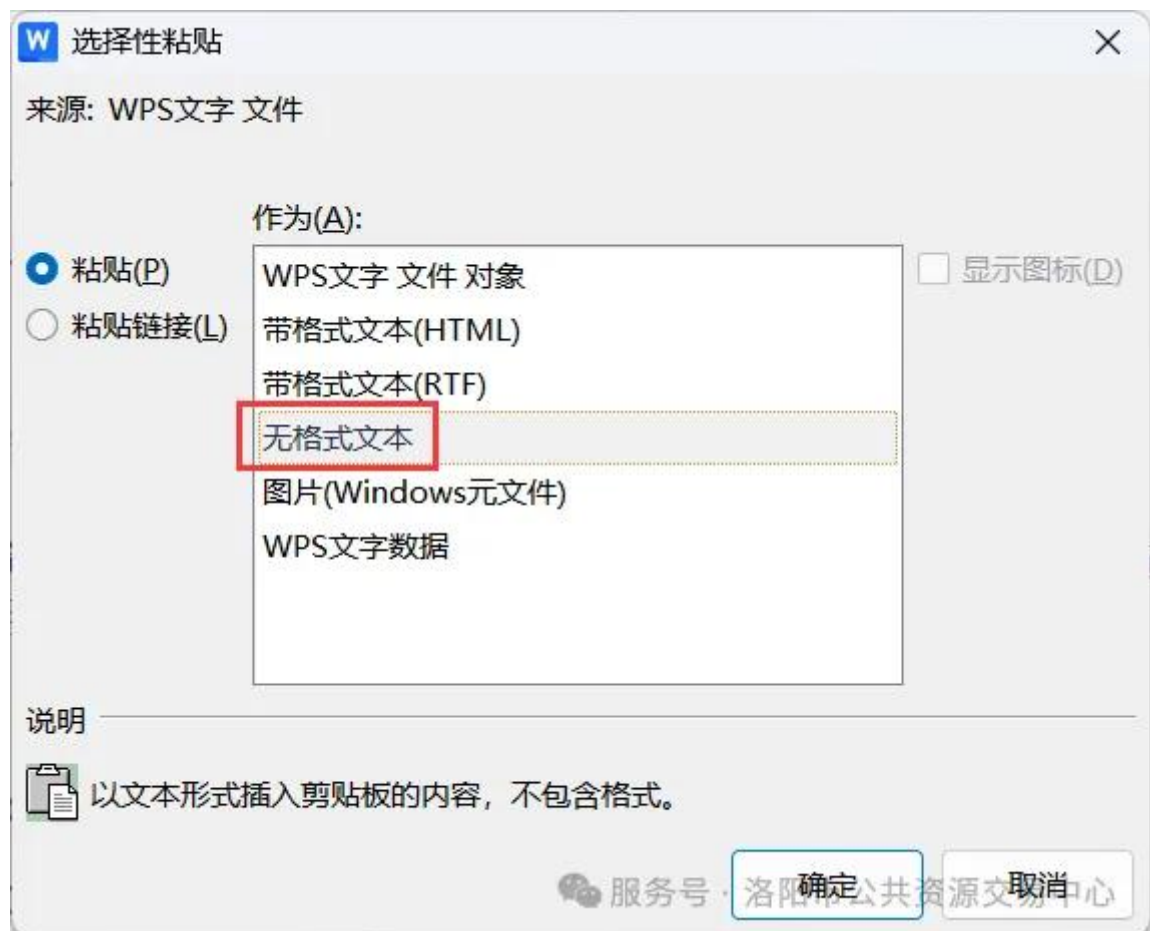 W 选择性粘贴
来源: WPS文字 文件
作为(A):
粘贴(P)
粘贴链接(L)
WPS文字 文件 对象
带格式文本(HTML)
带格式文本(RTF)
无格式文本
图片(Windows元文件)
WPS文字数据
显示图标(D)
说明
以文本形式插入剪贴板的内容，不包含格式。
确定
取消
服务号 · 洛阳市公共资源交易中心